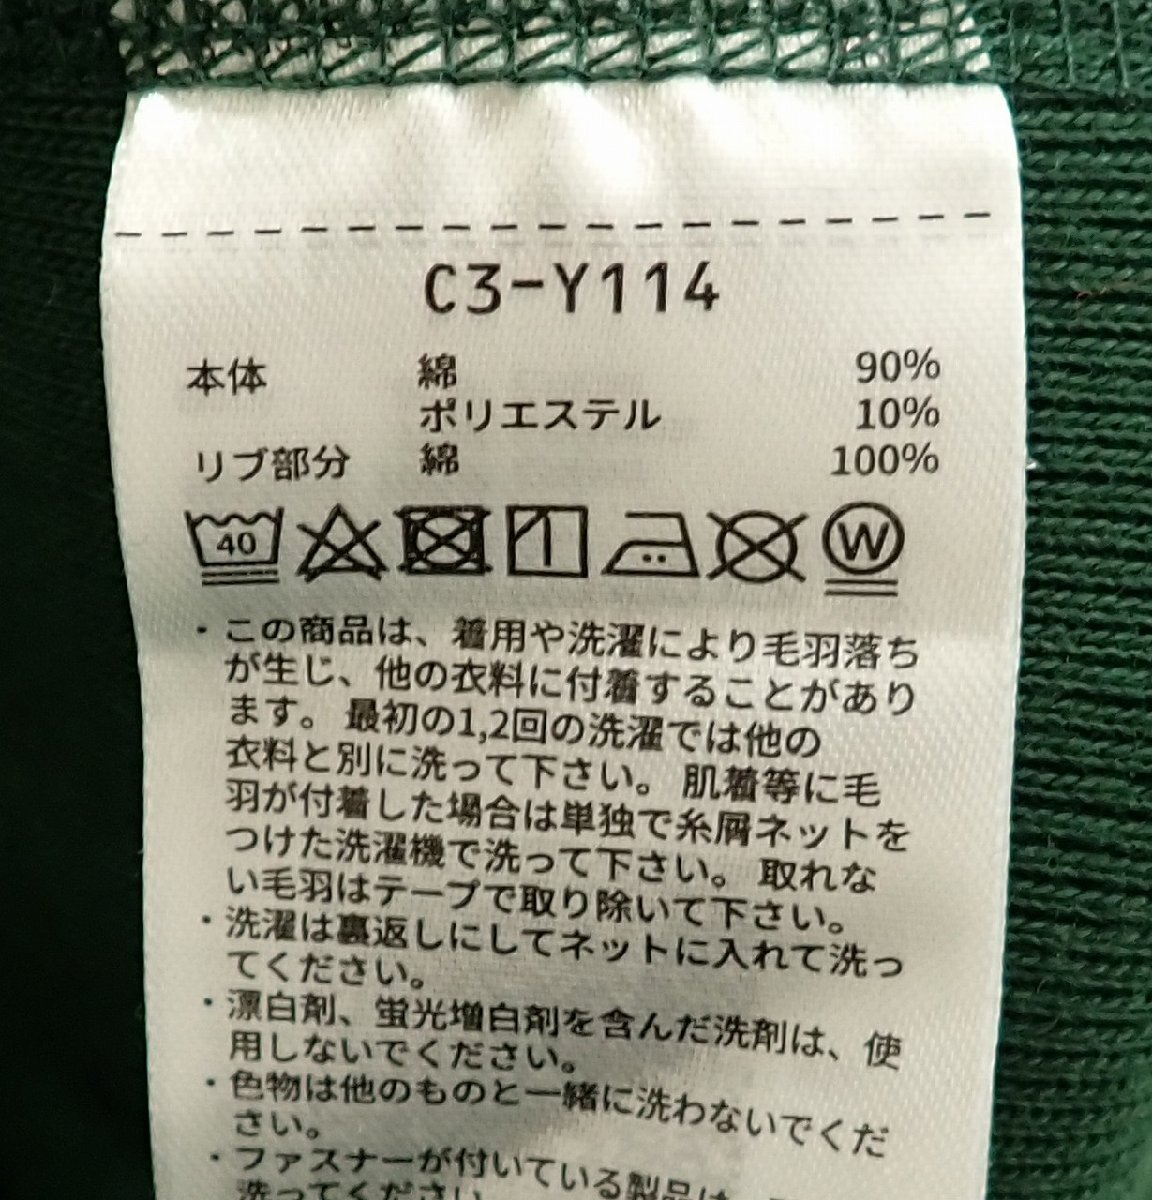 C3-Y114
本体 綿 90%
ポリエステル 10%
リブ部分 綿 100%
40 W
・この商品は、着用や洗濯により毛羽落ち
が生じ、他の衣料に付着することがあり
ます。最初の1,2回の洗濯では他の
衣料と別に洗って下さい。肌着等に毛
羽が付着した場合は単独で糸屑ネットを
つけた洗濯機で洗って下さい。取れな
い毛羽はテープで取り除いて下さい。
・洗濯は裏返しにしてネットに入れて洗っ
てください。
・漂白剤、蛍光増白剤を含んだ洗剤は、使
用しないでください。
・色物は他のものと一緒に洗わないでくだ
さい。
・ファスナーが付いている製品は、
洗ってください